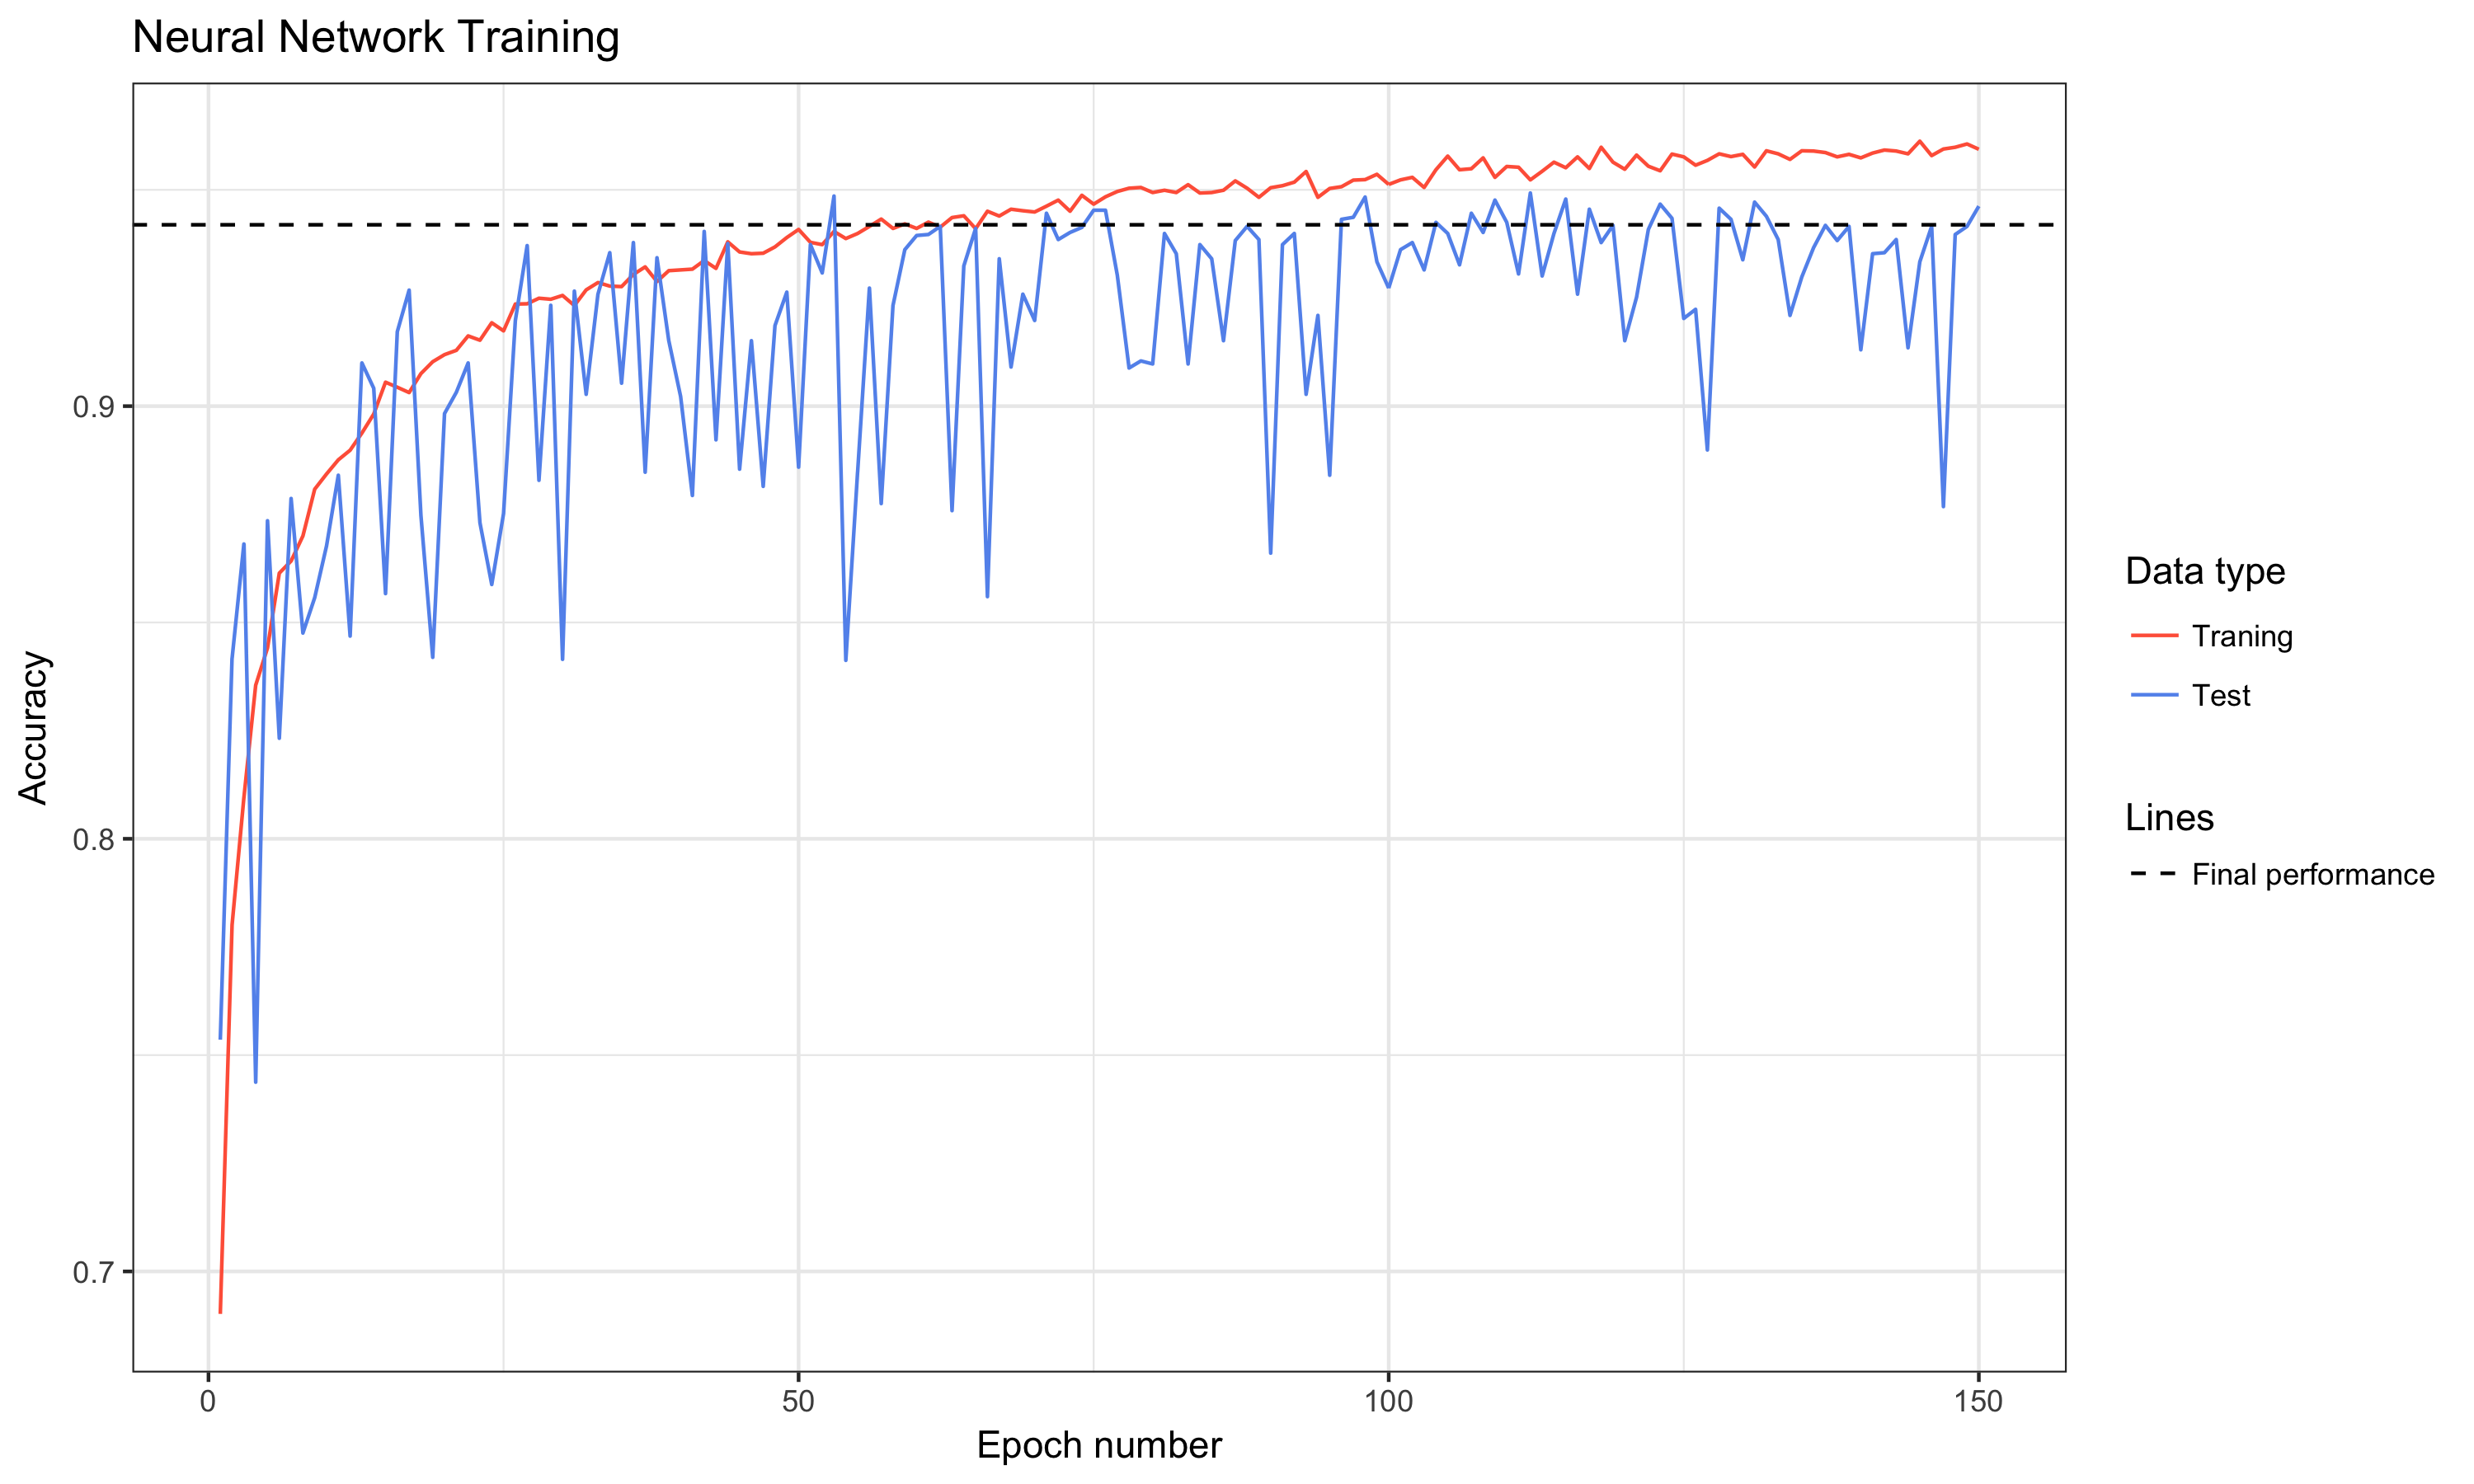 Neural Network Training
Accuracy
0.9
0.8
0.7
0
50
100
150
Epoch number
Data type
Traning
Test
Lines
Final performance